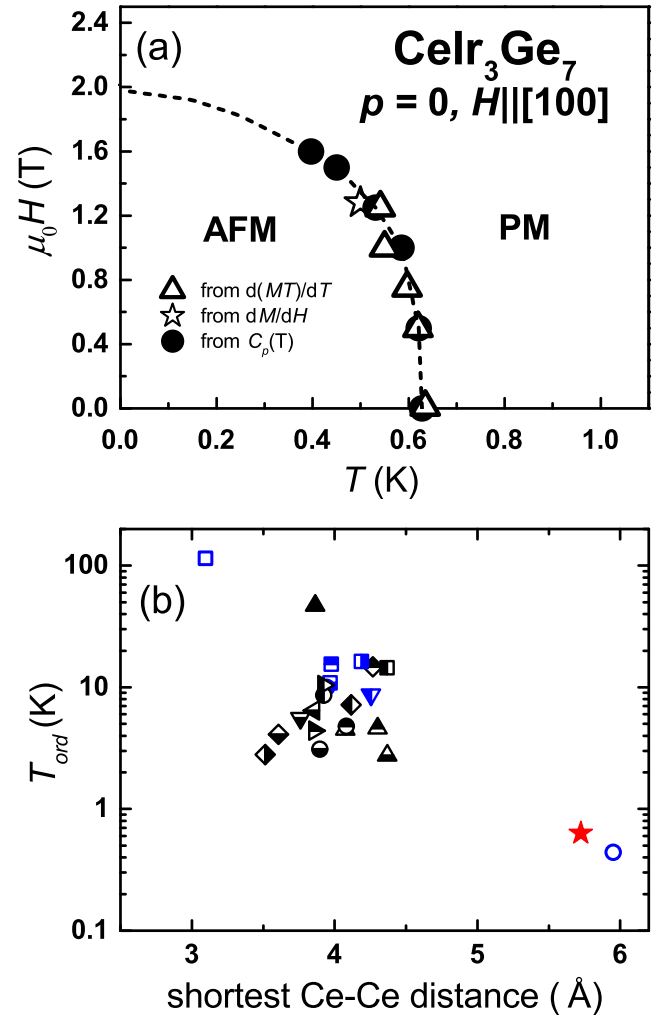 (a)
CeIr3Ge7
p = 0, H||[100]
2.4
2.0
1.6
1.2
0.8
0.4
0.0
μ0H (T)
AFM
PM
from d(MT)/dT
from dM/dH
from Cp(T)
0.0 0.2 0.4 0.6 0.8 1.0
T (K)
(b)
100
10
1
0.1
Tord (K)
3 4 5 6
shortest Ce-Ce distance ( Å)